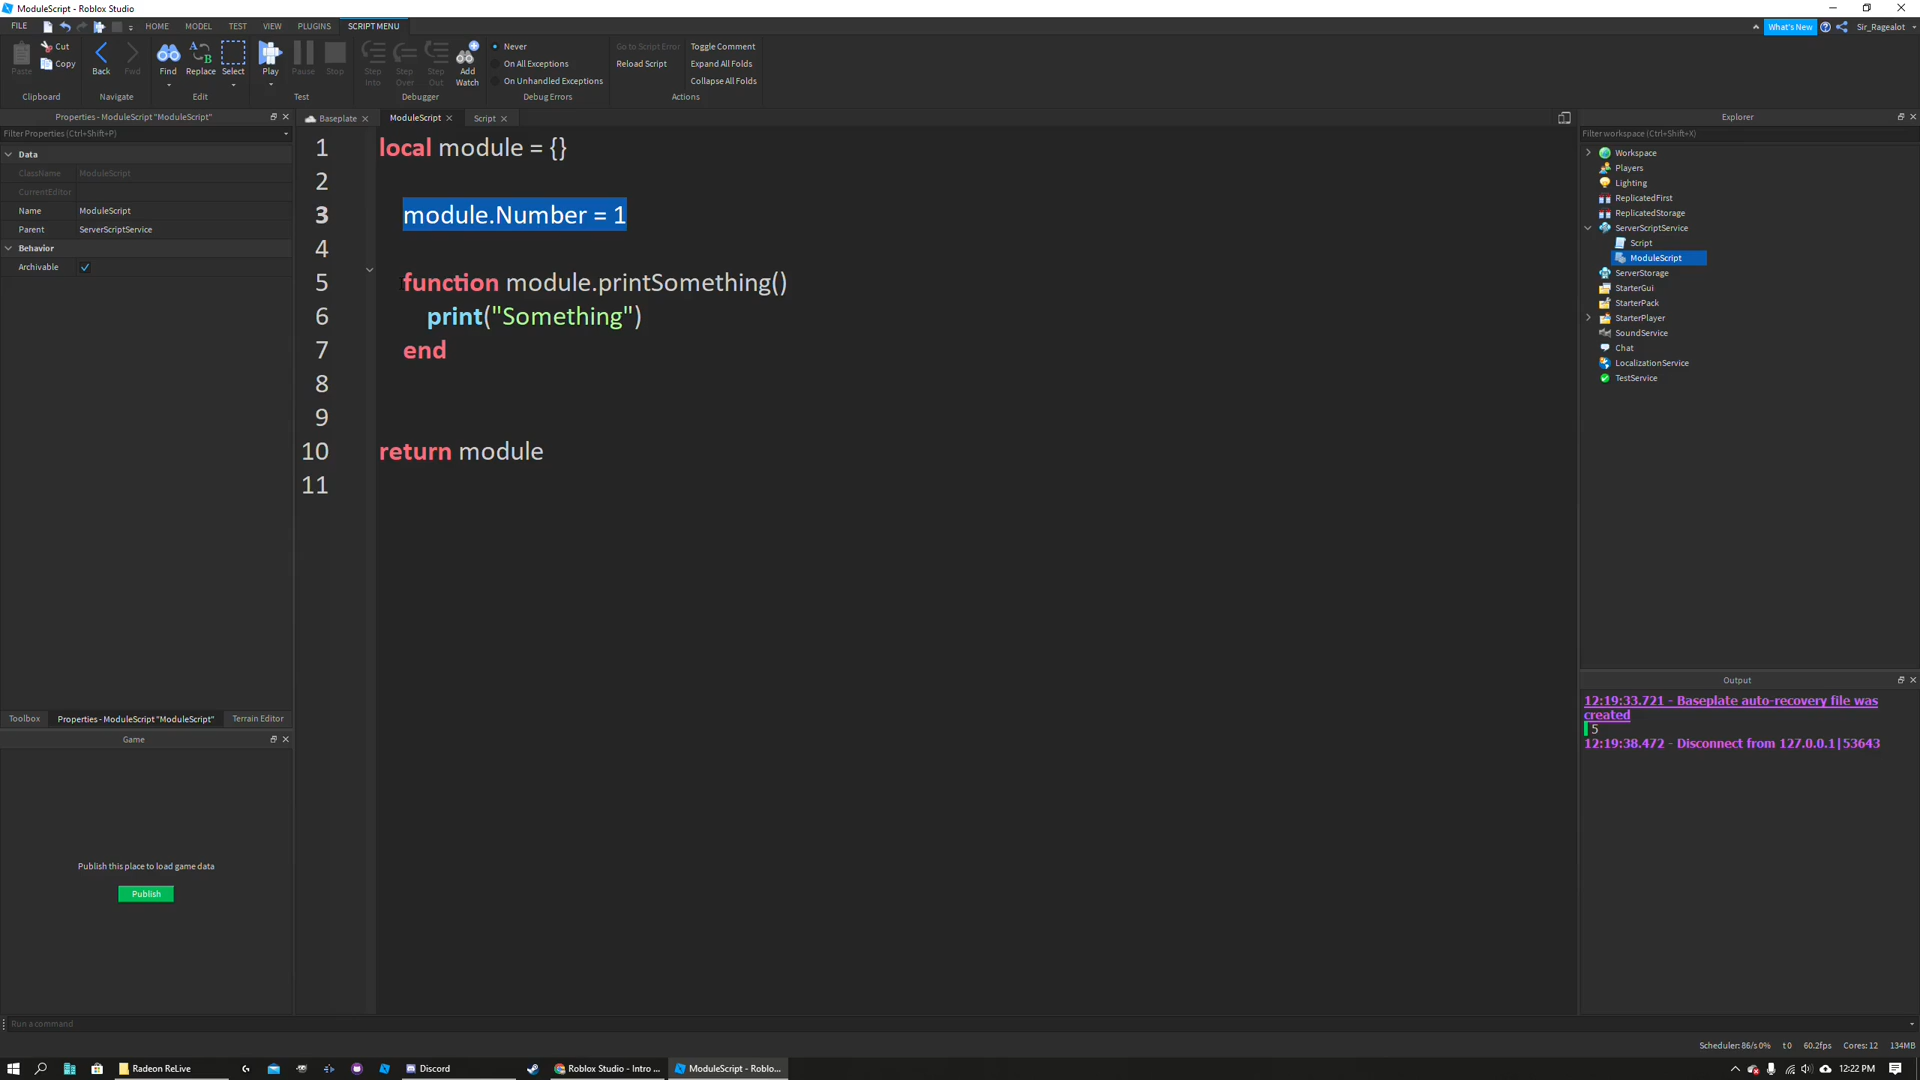 ModuleScript - Roblox Studio
FILE HOME MODEL TEST VIEW PLUGINS SCRIPT MENU What's New Sir_Ragealot
Paste Cut Copy
Clipboard
Back Fwd
Navigate
Find Replace Select
Edit
Play Pause Stop
Test
Step Into Step Over Step Out Add Watch
Debugger
Never
On All Exceptions
On Unhandled Exceptions
Debug Errors
Go to Script Error
Reload Script
Toggle Comment
Expand All Folds
Collapse All Folds
Actions
Properties - ModuleScript "ModuleScript"
Filter Properties (Ctrl+Shift+P)
Data
ClassName ModuleScript
CurrentEditor
Name ModuleScript
Parent ServerScriptService
Behavior
Archivable
Toolbox Properties - ModuleScript "ModuleScript" Terrain Editor
Game
Publish this place to load game data
Publish
Baseplate ModuleScript Script
1 local module = {}
2
3 module.Number = 1
4
5 function module.printSomething()
6 print("Something")
7 end
8
9
10 return module
11
Explorer
Filter workspace (Ctrl+Shift+X)
Workspace
Players
Lighting
ReplicatedFirst
ReplicatedStorage
ServerScriptService
Script
ModuleScript
ServerStorage
StarterGui
StarterPack
StarterPlayer
SoundService
Chat
LocalizationService
TestService
Output
12:19:33.721 - Baseplate auto-recovery file was
created
5
12:19:38.472 - Disconnect from 127.0.0.1|53643
Run a command
Scheduler: 86/s 0% t 0 60.2fps Cores: 12 134MB
Radeon ReLive Discord Roblox Studio - Intro ... ModuleScript - Roblo... 12:22 PM